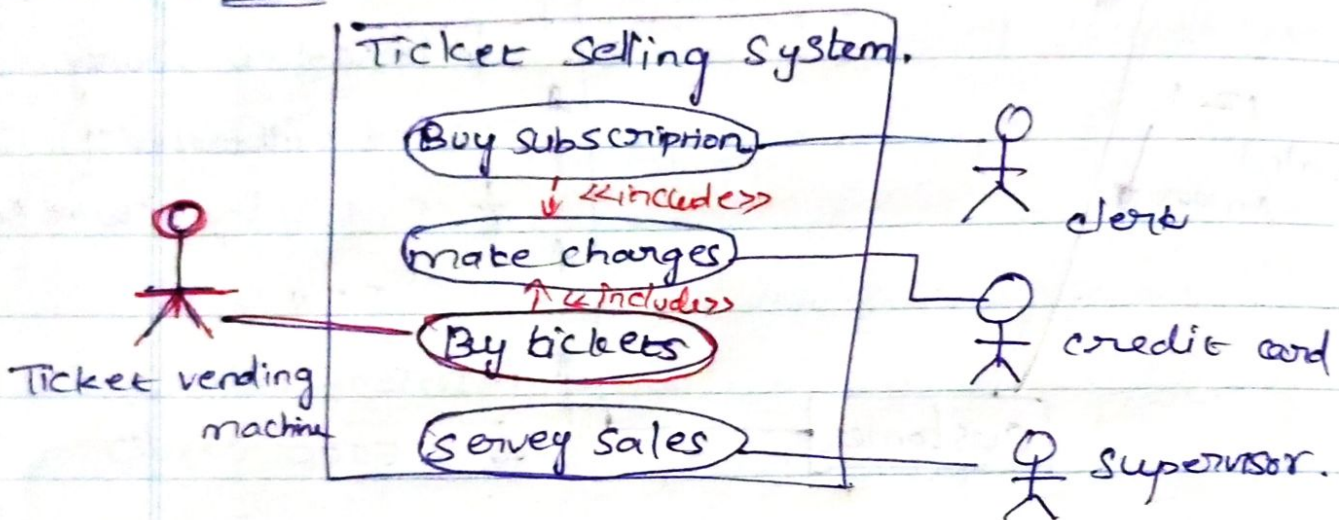 Ticket Selling System.
Buy subscription
<<include>>
clerk
make charges
<<include>>
credit card
By tickets
Ticket vending
machine
servey sales
supervisor.